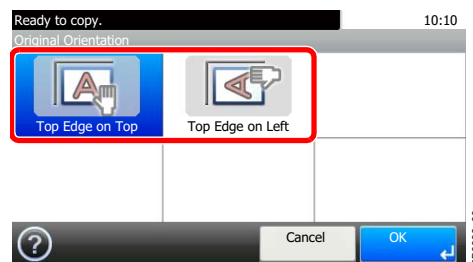 Ready to copy. 10:10
Original Orientation
A A
Top Edge on Top Top Edge on Left
? Cancel OK